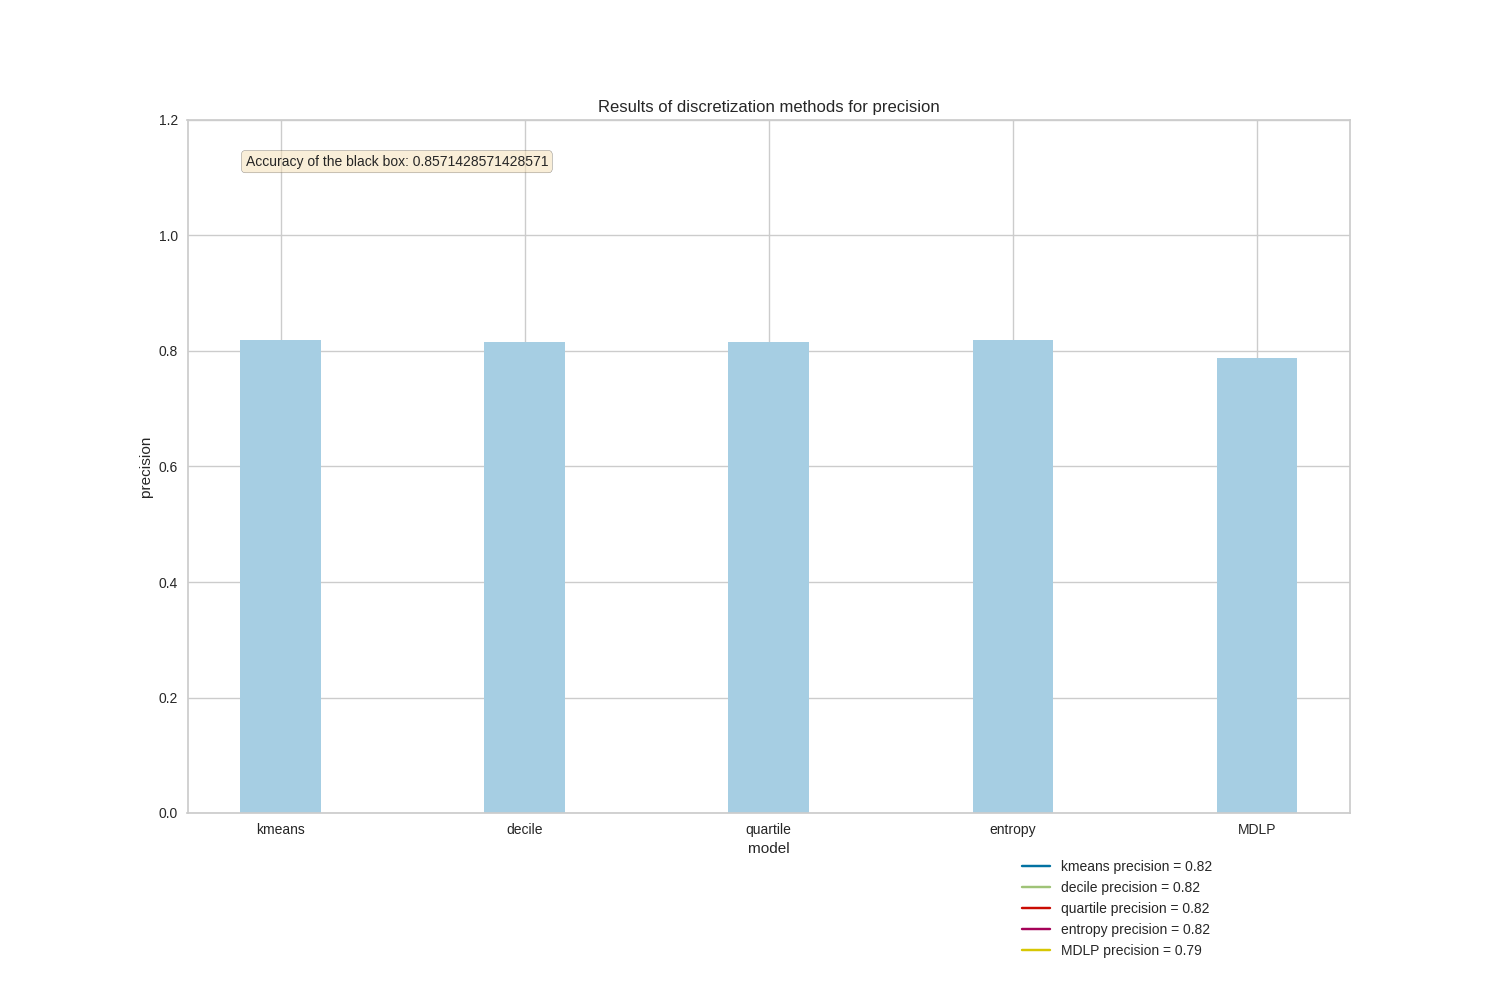 Results of discretization methods for precision
1.2
Accuracy of the black box: 0.8571428571428571
1.0
0.8
0.6
0.4
0.2
0.0
precision
kmeans decile quartile entropy MDLP
model
kmeans precision = 0.82
decile precision = 0.82
quartile precision = 0.82
entropy precision = 0.82
MDLP precision = 0.79